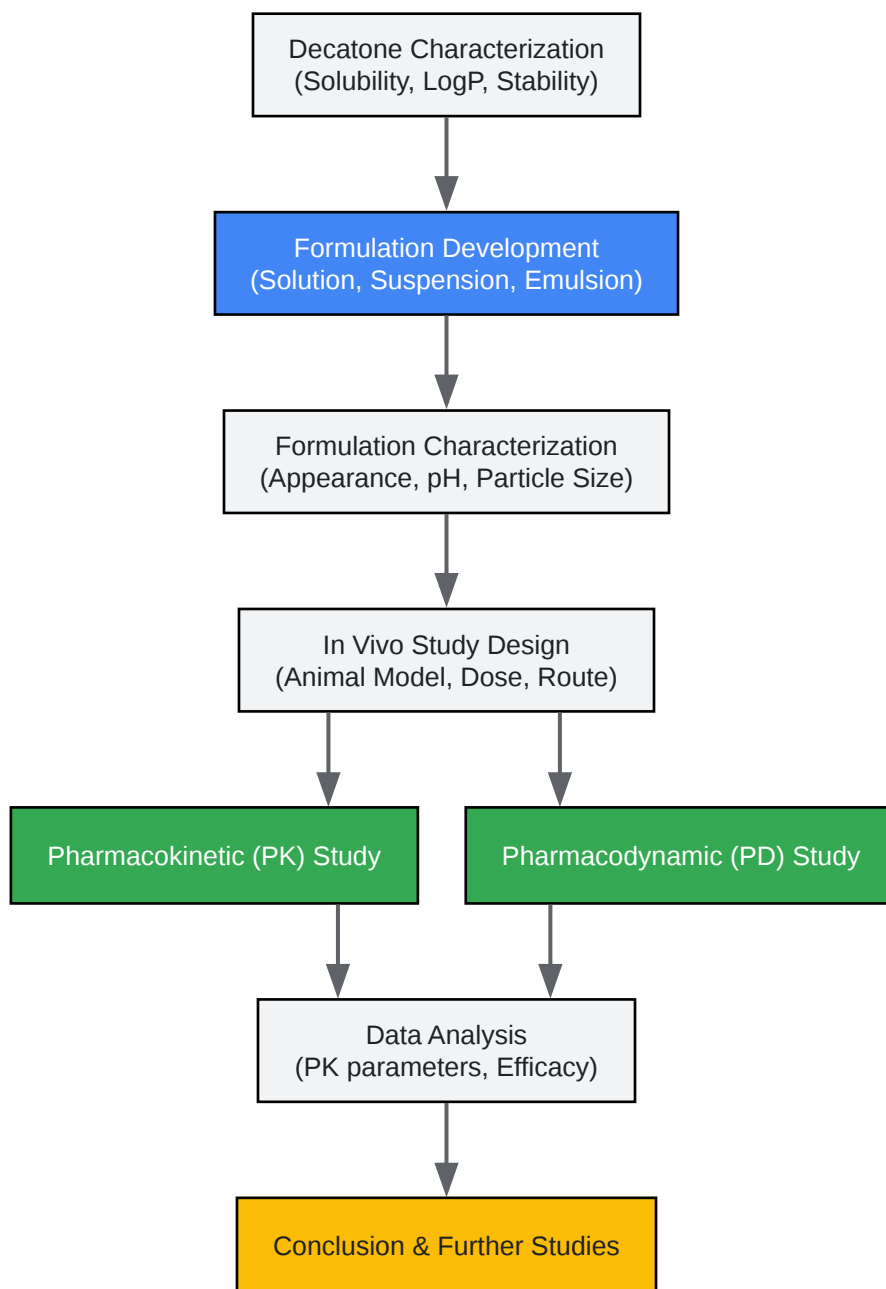 Decatone Characterization
(Solubility, LogP, Stability)
Formulation Development
(Solution, Suspension, Emulsion)
Formulation Characterization
(Appearance, pH, Particle Size)
In Vivo Study Design
(Animal Model, Dose, Route)
Pharmacokinetic (PK) Study
Pharmacodynamic (PD) Study
Data Analysis
(PK parameters, Efficacy)
Conclusion & Further Studies